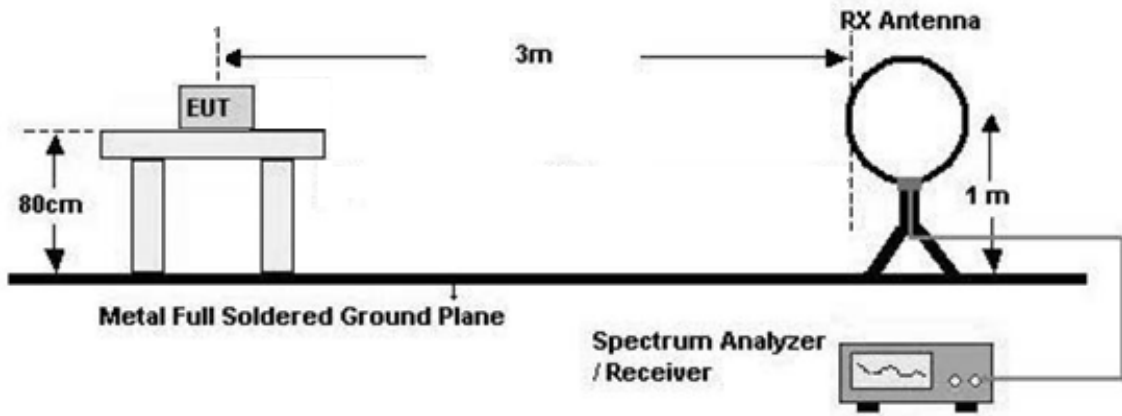 RX Antenna
3m
EUT
80cm
1 m
Metal Full Soldered Ground Plane
Spectrum Analyzer
/ Receiver